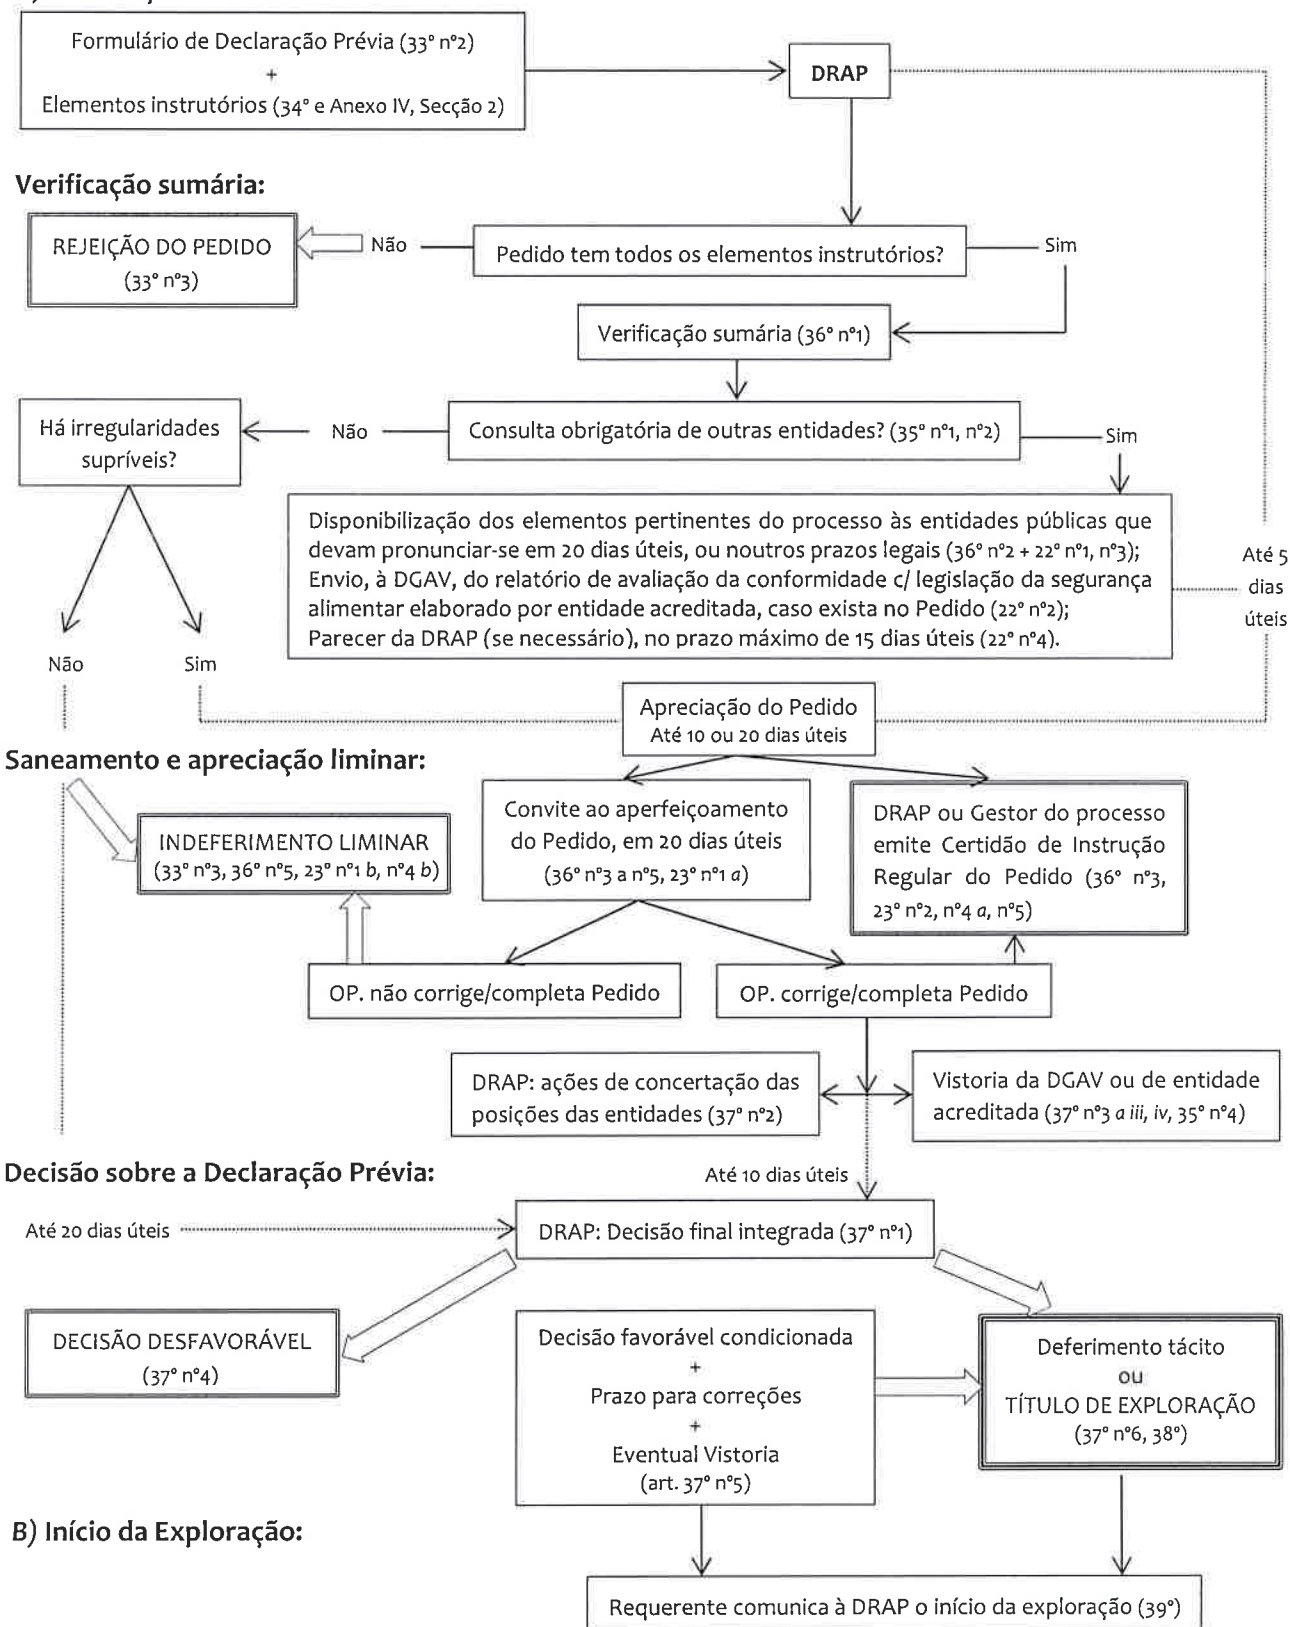 Formulário de Declaração Prévia (33º nº2)
+
Elementos instrutórios (34º e Anexo IV, Secção 2)
DRAP
Verificação sumária:
REJEIÇÃO DO PEDIDO
(33º nº3)
Não
Pedido tem todos os elementos instrutórios?
Sim
Verificação sumária (36º nº1)
Há irregularidades
supríveis?
Não
Consulta obrigatória de outras entidades? (35º nº1, nº2)
Sim
Disponibilização dos elementos pertinentes do processo às entidades públicas que
devam pronunciar-se em 20 dias úteis, ou noutros prazos legais (36º nº2 + 22º nº1, nº3);
Envio, à DGAV, do relatório de avaliação da conformidade c/ legislação da segurança
alimentar elaborado por entidade acreditada, caso exista no Pedido (22º nº2);
Parecer da DRAP (se necessário), no prazo máximo de 15 dias úteis (22º nº4).
Até 5
dias
úteis
Não
Sim
Apreciação do Pedido
Até 10 ou 20 dias úteis
Saneamento e apreciação liminar:
INDEFERIMENTO LIMINAR
(33º nº3, 36º nº5, 23º nº1 b, nº4 b)
Convite ao aperfeiçoamento
do Pedido, em 20 dias úteis
(36º nº3 a nº5, 23º nº1 a)
DRAP ou Gestor do processo
emite Certidão de Instrução
Regular do Pedido (36º nº3,
23º nº2, nº4 a, nº5)
OP. não corrige/completa Pedido
OP. corrige/completa Pedido
DRAP: ações de concertação das
posições das entidades (37º nº2)
Vistoria da DGAV ou de entidade
acreditada (37º nº3 a iii, iv, 35º nº4)
Decisão sobre a Declaração Prévia:
Até 10 dias úteis
Até 20 dias úteis
DRAP: Decisão final integrada (37º nº1)
DECISÃO DESFAVORÁVEL
(37º nº4)
Decisão favorável condicionada
+
Prazo para correções
+
Eventual Vistoria
(art. 37º nº5)
Deferimento tácito
ou
TÍTULO DE EXPLORAÇÃO
(37º nº6, 38º)
B) Início da Exploração:
Requerente comunica à DRAP o início da exploração (39º)